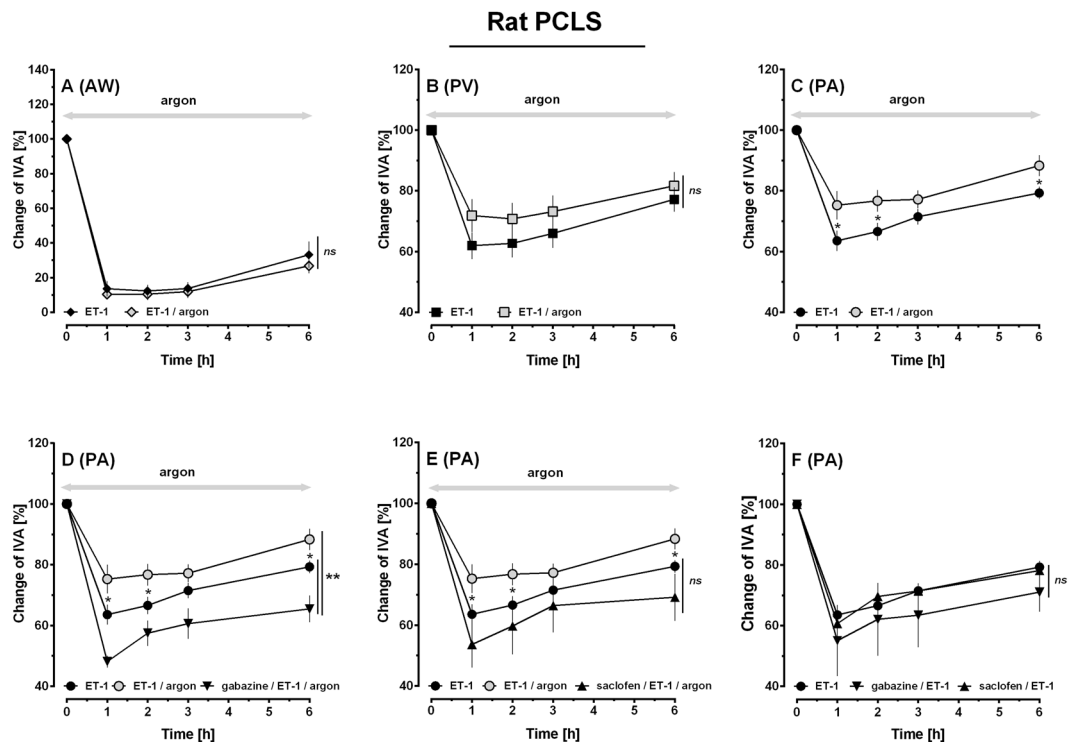 Rat PCLS
A (AW)
argon
Change of IVA [%]
140
120
100
80
60
40
20
0
ns
ET-1 ET-1 / argon
0 1 2 3 4 5 6
Time [h]
B (PV)
argon
Change of IVA [%]
120
100
80
60
40
ns
ET-1 ET-1 / argon
0 1 2 3 4 5 6
Time [h]
C (PA)
argon
Change of IVA [%]
120
100
80
60
40
* * *
ET-1 ET-1 / argon
0 1 2 3 4 5 6
Time [h]
D (PA)
argon
Change of IVA [%]
120
100
80
60
40
* * *
**
ET-1 ET-1 / argon gabazine / ET-1 / argon
0 1 2 3 4 5 6
Time [h]
E (PA)
argon
Change of IVA [%]
120
100
80
60
40
* * *
ns
ET-1 ET-1 / argon saclofen / ET-1 / argon
0 1 2 3 4 5 6
Time [h]
F (PA)
Change of IVA [%]
120
100
80
60
40
ns
ET-1 gabazine / ET-1 saclofen / ET-1
0 1 2 3 4 5 6
Time [h]